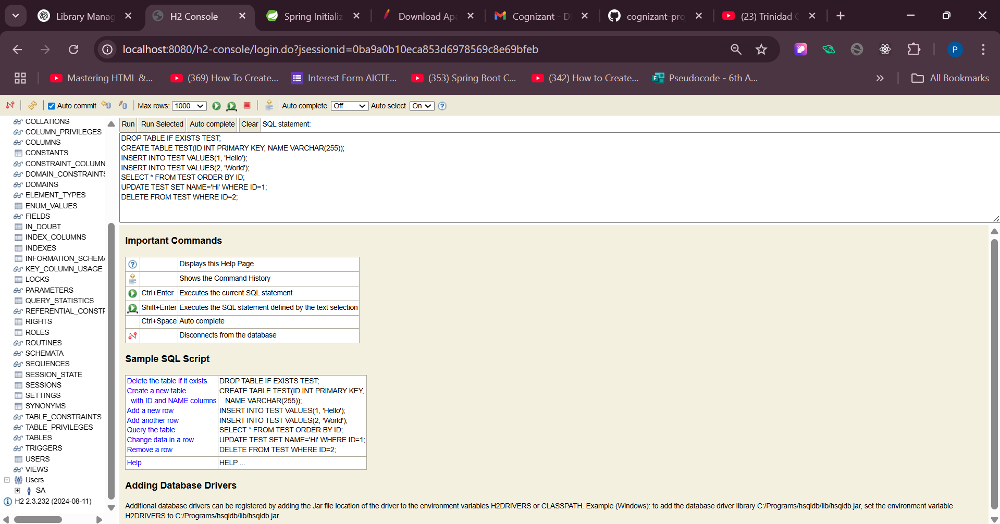 Library Manag
H2 Console
Spring Initializ
Download Apa
Cognizant - D
cognizant-pro
(23) Trinidad
localhost:8080/h2-console/login.do?jsessionid=0ba9a0b10eca853d6978569c8e69bfeb
P
Mastering HTML &...
(369) How To Create...
Interest Form AICTE...
(353) Spring Boot C...
(342) How to Create...
Pseudocode - 6th A...
All Bookmarks
Auto commit
Max rows: 1000
Auto complete Off
Auto select On
COLLATIONS
COLUMN_PRIVILEGES
COLUMNS
CONSTANTS
CONSTRAINT_COLUMN
DOMAIN_CONSTRAINTS
DOMAINS
ELEMENT_TYPES
ENUM_VALUES
FIELDS
IN_DOUBT
INDEX_COLUMNS
INDEXES
INFORMATION_SCHEMA
KEY_COLUMN_USAGE
LOCKS
PARAMETERS
QUERY_STATISTICS
REFERENTIAL_CONSTR
RIGHTS
ROLES
ROUTINES
SCHEMATA
SEQUENCES
SESSION_STATE
SESSIONS
SETTINGS
SYNONYMS
TABLE_CONSTRAINTS
TABLE_PRIVILEGES
TABLES
TRIGGERS
USERS
VIEWS
Users
SA
H2 2.3.232 (2024-08-11)
Run Run Selected Auto complete Clear SQL statement:
DROP TABLE IF EXISTS TEST;
CREATE TABLE TEST(ID INT PRIMARY KEY, NAME VARCHAR(255));
INSERT INTO TEST VALUES(1, 'Hello');
INSERT INTO TEST VALUES(2, 'World');
SELECT * FROM TEST ORDER BY ID;
UPDATE TEST SET NAME='Hi' WHERE ID=1;
DELETE FROM TEST WHERE ID=2;
Important Commands
Displays this Help Page
Shows the Command History
Ctrl+Enter Executes the current SQL statement
Shift+Enter Executes the SQL statement defined by the text selection
Ctrl+Space Auto complete
Disconnects from the database
Sample SQL Script
Delete the table if it exists DROP TABLE IF EXISTS TEST;
Create a new table CREATE TABLE TEST(ID INT PRIMARY KEY,
with ID and NAME columns NAME VARCHAR(255));
Add a new row INSERT INTO TEST VALUES(1, 'Hello');
Add another row INSERT INTO TEST VALUES(2, 'World');
Query the table SELECT * FROM TEST ORDER BY ID;
Change data in a row UPDATE TEST SET NAME='Hi' WHERE ID=1;
Remove a row DELETE FROM TEST WHERE ID=2;
Help HELP ...
Adding Database Drivers
Additional database drivers can be registered by adding the Jar file location of the driver to the environment variables H2DRIVERS or CLASSPATH. Example (Windows): to add the database driver library C:/Programs/hsqldb/lib/hsqldb.jar, set the environment variable
H2DRIVERS to C:/Programs/hsqldb/lib/hsqldb.jar.